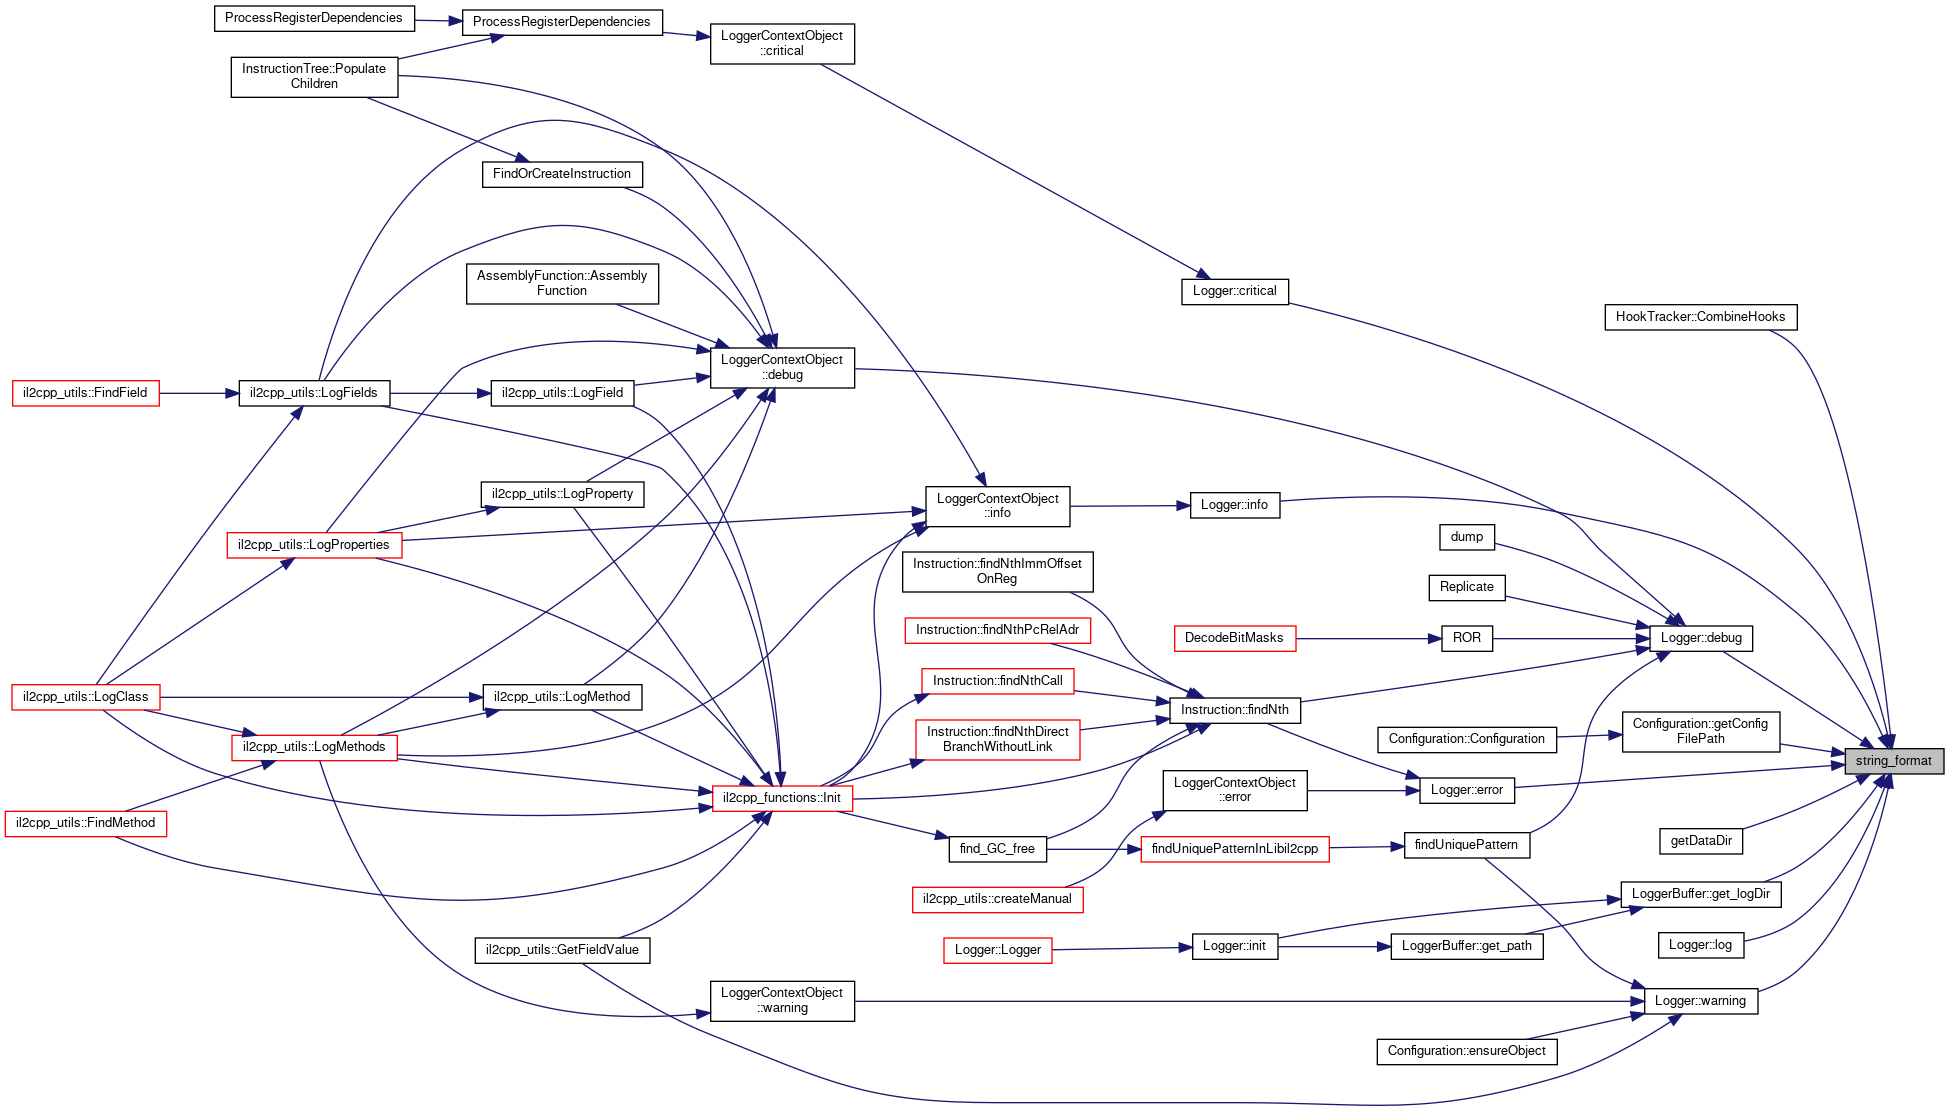 ProcessRegisterDependencies
ProcessRegisterDependencies
LoggerContextObject
::critical
InstructionTree::Populate
Children
FindOrCreateInstruction
AssemblyFunction::Assembly
Function
Logger::critical
HookTracker::CombineHooks
LoggerContextObject
::debug
il2cpp_utils::FindField
il2cpp_utils::LogFields
il2cpp_utils::LogField
il2cpp_utils::LogProperty
LoggerContextObject
::info
Logger::info
il2cpp_utils::LogProperties
dump
Instruction::findNthImmOffset
OnReg
Replicate
Instruction::findNthPcRelAdr
DecodeBitMasks
ROR
Logger::debug
Instruction::findNthCall
il2cpp_utils::LogClass
il2cpp_utils::LogMethod
Instruction::findNth
Configuration::getConfig
FilePath
Instruction::findNthDirect
BranchWithoutLink
Configuration::Configuration
il2cpp_utils::LogMethods
string_format
LoggerContextObject
::error
Logger::error
il2cpp_functions::Init
il2cpp_utils::FindMethod
find_GC_free
findUniquePatternInLibil2cpp
findUniquePattern
getDataDir
il2cpp_utils::createManual
LoggerBuffer::get_logDir
il2cpp_utils::GetFieldValue
Logger::Logger
Logger::init
LoggerBuffer::get_path
Logger::log
LoggerContextObject
::warning
Logger::warning
Configuration::ensureObject